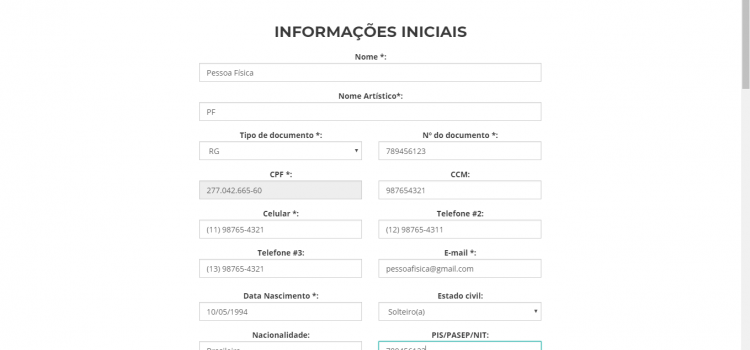 INFORMAÇÕES INICIAIS
Nome *:
Pessoa Física
Nome Artístico*:
PF
Tipo de documento *: Nº do documento *:
RG 789456123
CPF *: CCM:
277.042.665-60 987654321
Celular *: Telefone #2:
(11) 98765-4321 (12) 98765-4311
Telefone #3: E-mail *:
(13) 98765-4321 pessoafisica@gmail.com
Data Nascimento *: Estado civil:
10/05/1994 Solteiro(a)
Nacionalidade: PIS/PASEP/NIT: